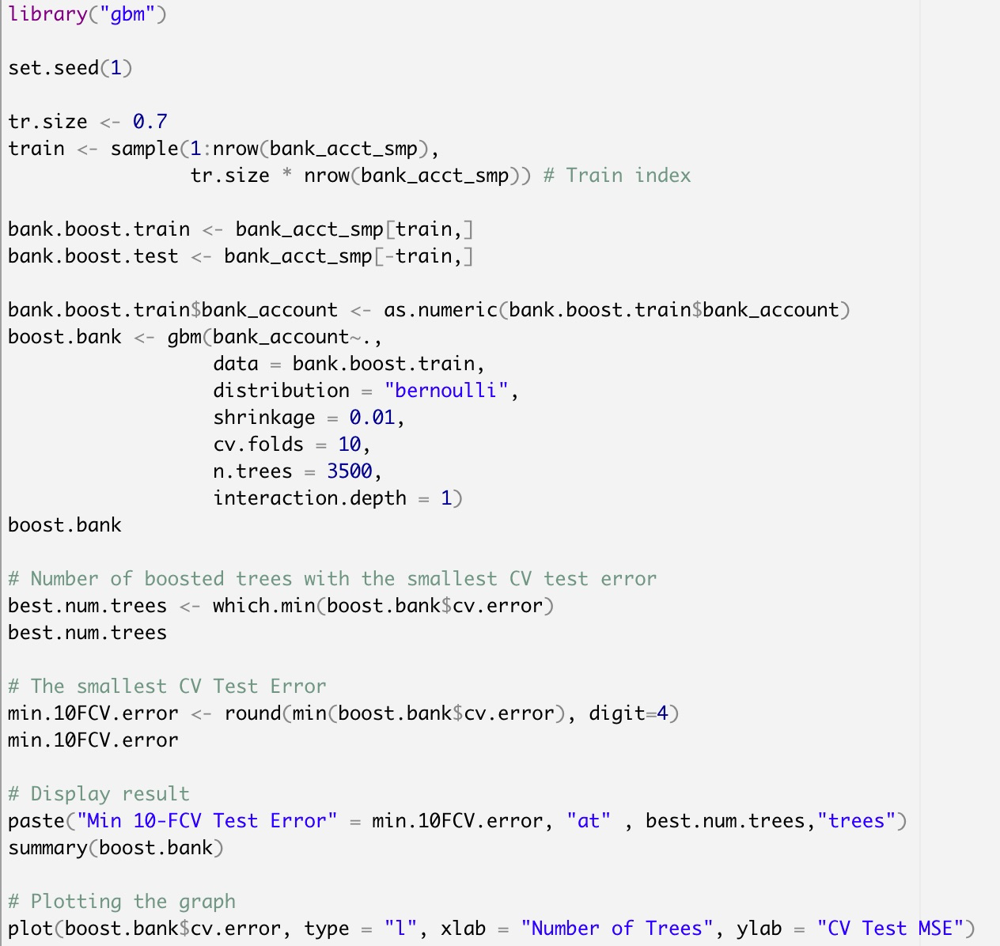 library("gbm")
set.seed(1)
tr.size <- 0.7
train <- sample(1:nrow(bank_acct_smp),
tr.size * nrow(bank_acct_smp)) # Train index
bank.boost.train <- bank_acct_smp[train,]
bank.boost.test <- bank_acct_smp[-train,]
bank.boost.train$bank_account <- as.numeric(bank.boost.train$bank_account)
boost.bank <- gbm(bank_account~.,
data = bank.boost.train,
distribution = "bernoulli",
shrinkage = 0.01,
cv.folds = 10,
n.trees = 3500,
interaction.depth = 1)
boost.bank
# Number of boosted trees with the smallest CV test error
best.num.trees <- which.min(boost.bank$cv.error)
best.num.trees
# The smallest CV Test Error
min.10FCV.error <- round(min(boost.bank$cv.error), digit=4)
min.10FCV.error
# Display result
paste("Min 10-FCV Test Error" = min.10FCV.error, "at" , best.num.trees,"trees")
summary(boost.bank)
# Plotting the graph
plot(boost.bank$cv.error, type = "l", xlab = "Number of Trees", ylab = "CV Test MSE")